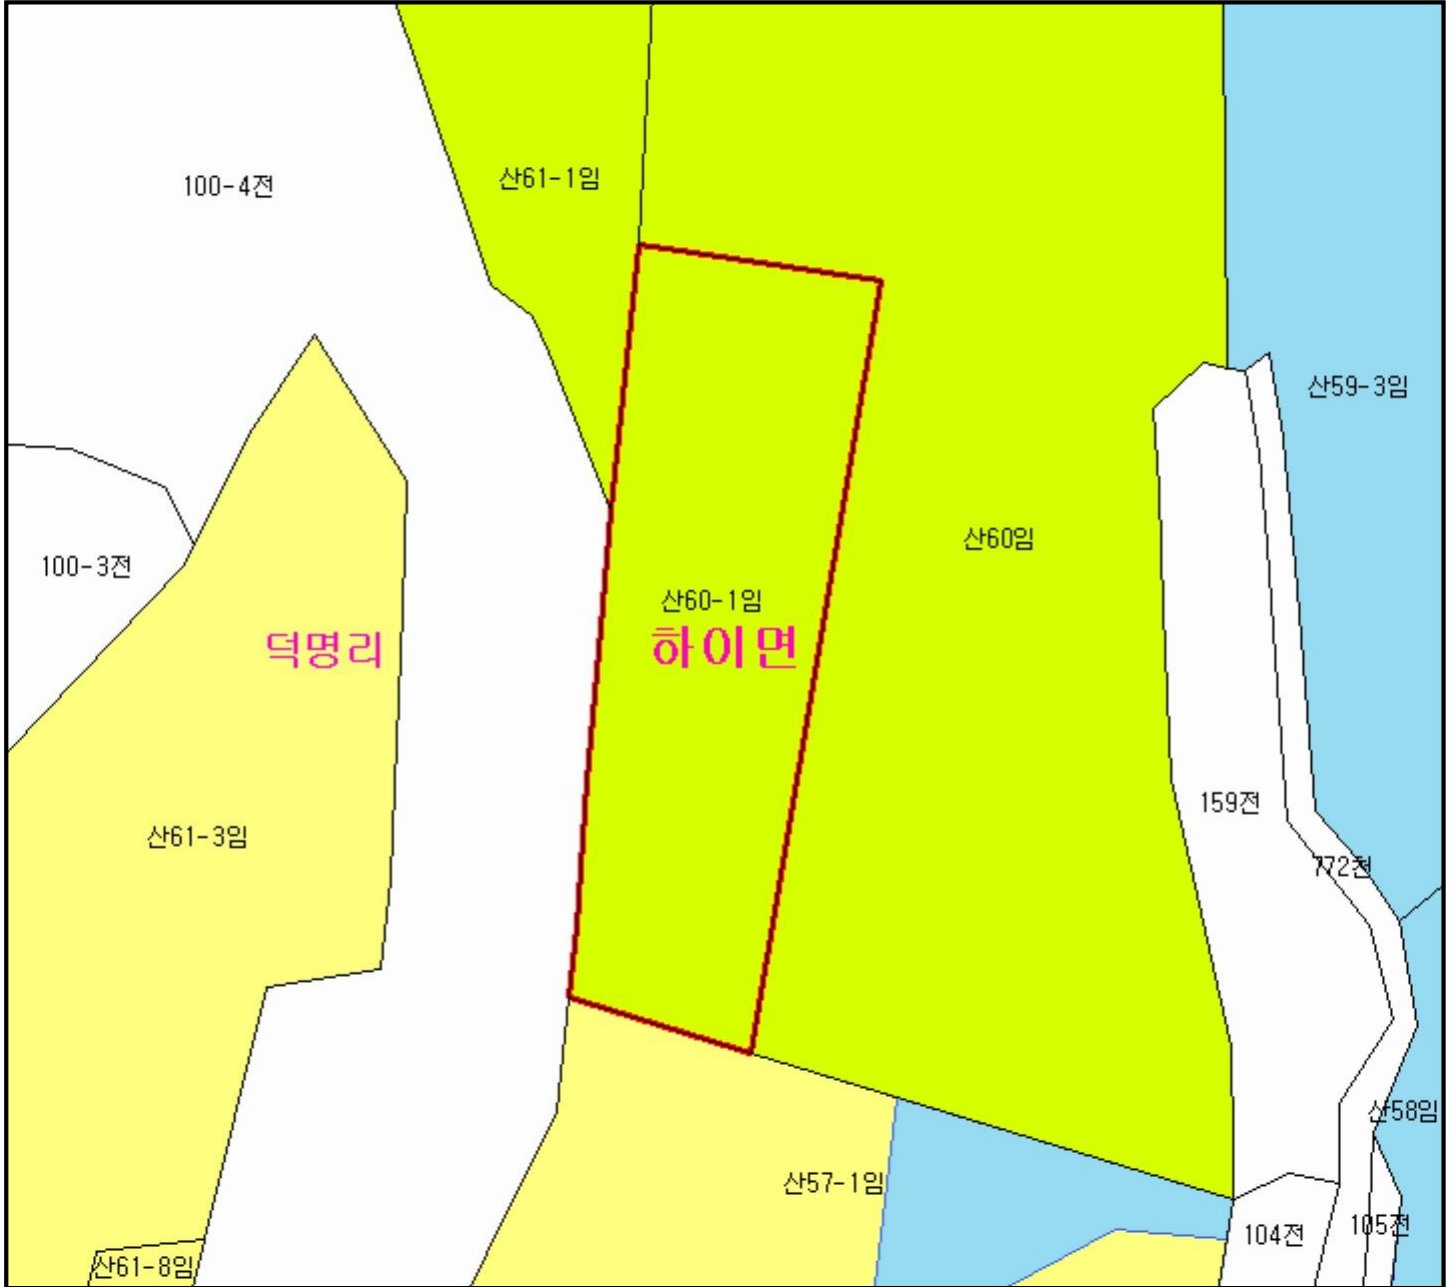 산61-1임
100-4전
산59-3임
산60임
100-3전
산60-1임
덕명리
하이면
159전
산61-3임
772천
산58임
산57-1임
105전
104전
산61-8임